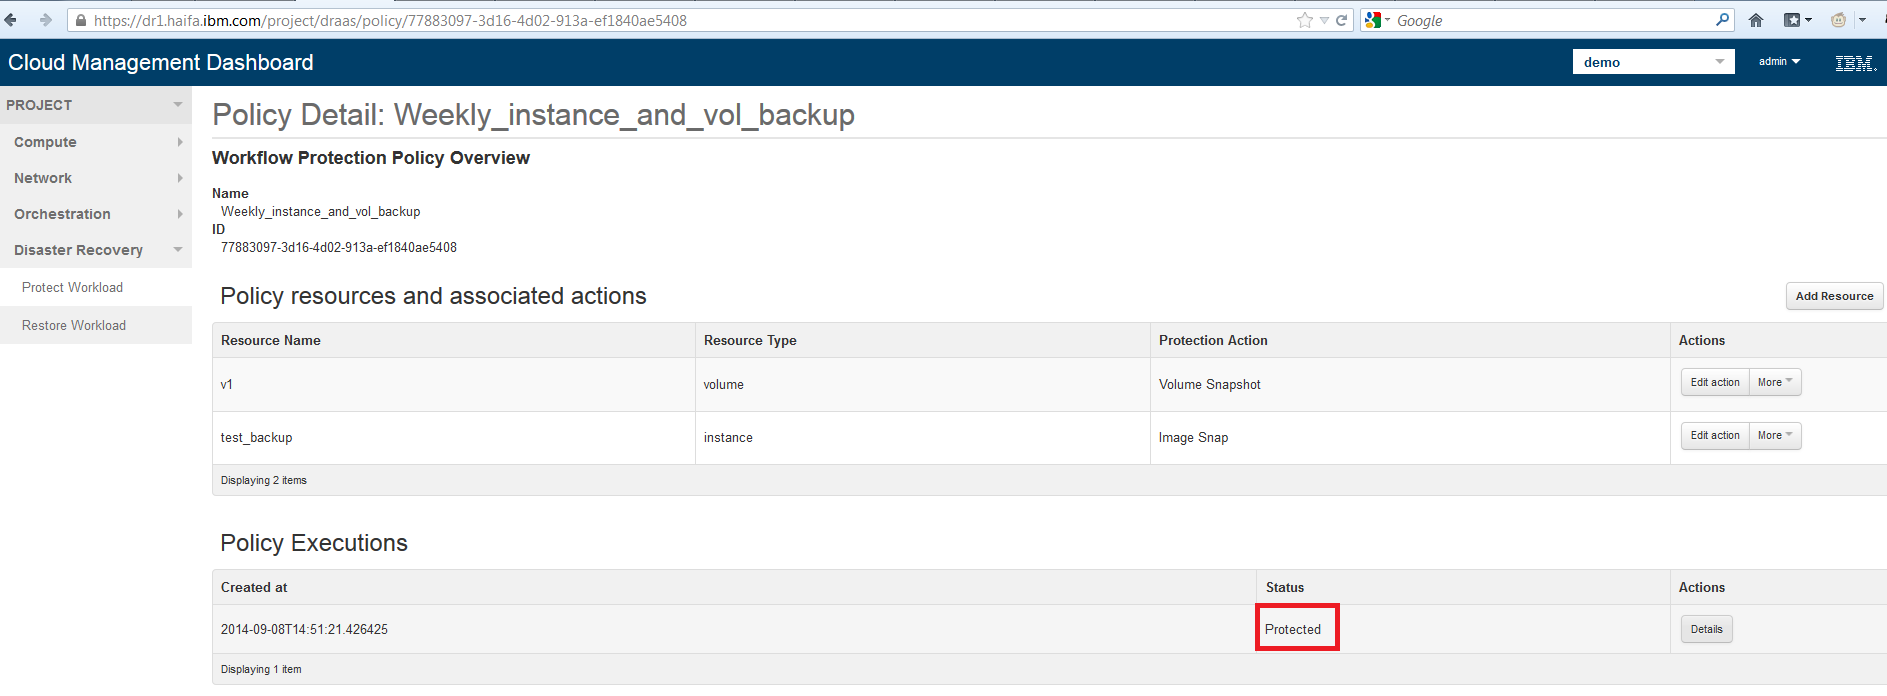 https://dr1.haifa.ibm.com/project/draas/policy/77883097-3d16-4d02-913a-ef1840ae5408
Google
Cloud Management Dashboard
demo
admin
IBM
PROJECT
Compute
Network
Orchestration
Disaster Recovery
Protect Workload
Restore Workload
Policy Detail: Weekly_instance_and_vol_backup
Workflow Protection Policy Overview
Name
Weekly_instance_and_vol_backup
ID
77883097-3d16-4d02-913a-ef1840ae5408
Policy resources and associated actions
Add Resource
Resource Name Resource Type Protection Action Actions
v1 volume Volume Snapshot Edit action More
test_backup instance Image Snap Edit action More
Displaying 2 items
Policy Executions
Created at Status Actions
2014-09-08T14:51:21.426425 Protected Details
Displaying 1 item